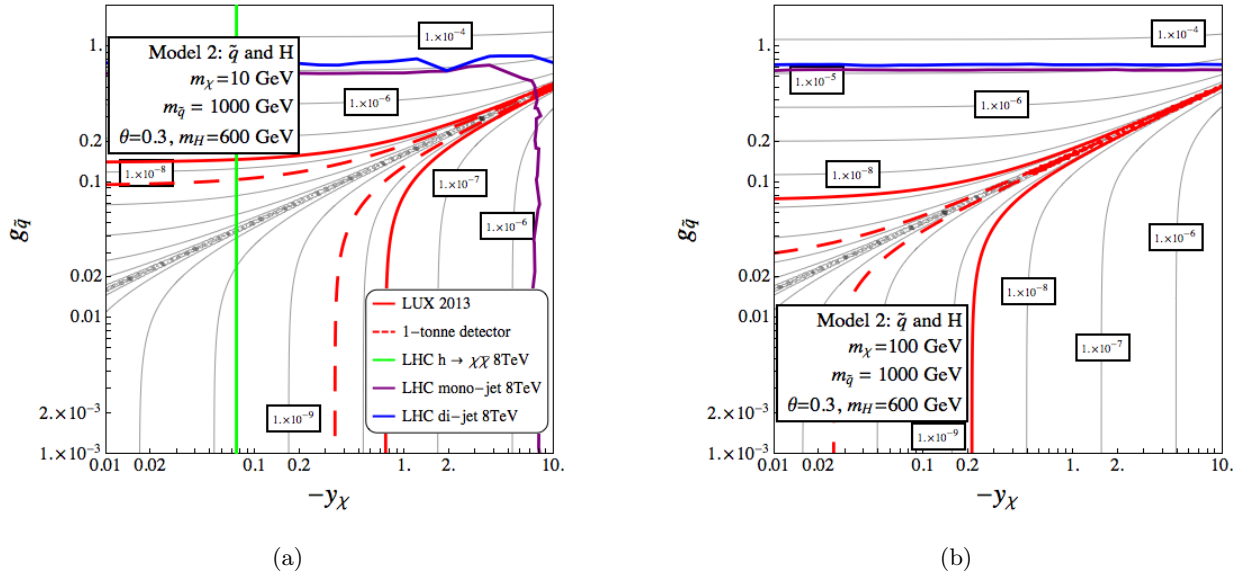 1.
0.2
0.1
0.02
0.01
2.×10⁻³
1.×10⁻³
g_q̃
Model 2: q̃ and H
m_χ=10 GeV
m_q̃ = 1000 GeV
θ=0.3, m_H=600 GeV
1.×10⁻⁴
1.×10⁻⁶
1.×10⁻⁸
1.×10⁻⁷
1.×10⁻⁶
1.×10⁻⁹
LUX 2013
1-tonne detector
LHC h → χχ̄ 8TeV
LHC mono-jet 8TeV
LHC di-jet 8TeV
0.01 0.02 0.1 0.2 1. 2. 10.
−y_χ
(a)
1.
0.2
0.1
0.02
0.01
2.×10⁻³
1.×10⁻³
g_q̃
1.×10⁻⁴
1.×10⁻⁵
1.×10⁻⁶
1.×10⁻⁸
1.×10⁻⁶
1.×10⁻⁸
1.×10⁻⁷
1.×10⁻⁹
Model 2: q̃ and H
m_χ=100 GeV
m_q̃ = 1000 GeV
θ=0.3, m_H=600 GeV
0.01 0.02 0.1 0.2 1. 2. 10.
−y_χ
(b)